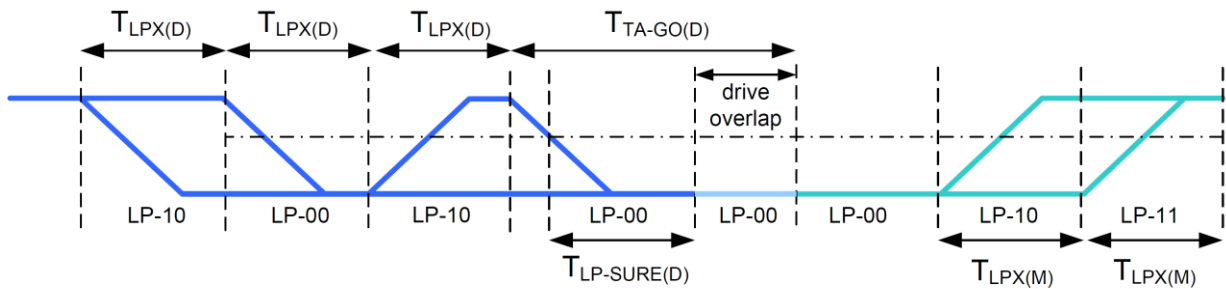 TLPX(D) TLPX(D) TLPX(D) TTA-GO(D)
drive
overlap
LP-10 LP-00 LP-10 LP-00 LP-00 LP-00 LP-10 LP-11
TLP-SURE(D) TLPX(M) TLPX(M)